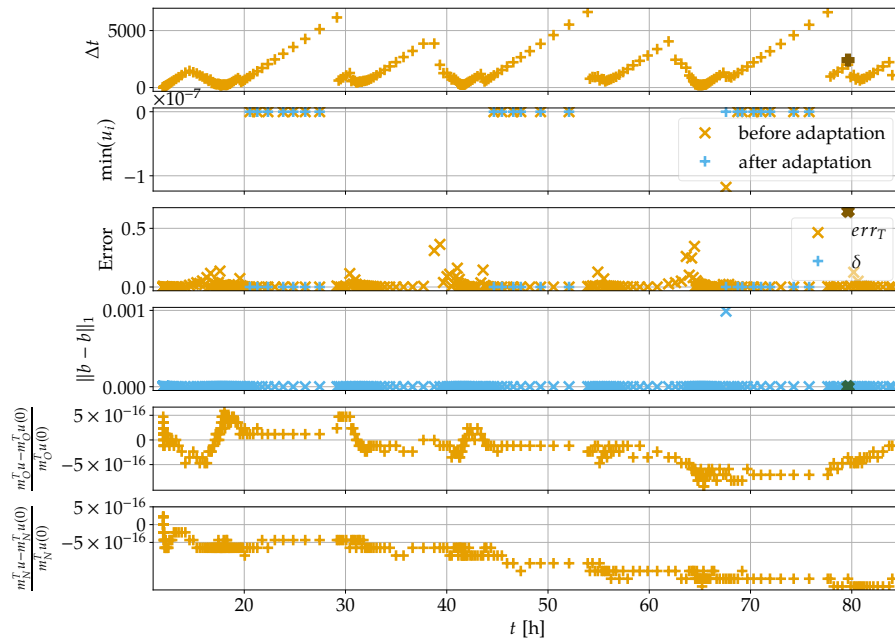 5000
0
Δt
×10⁻⁷
0
−1
min(uᵢ)
before adaptation
after adaptation
0.5
0.0
Error
err_T
δ
0.001
0.000
||b − b||₁
5 × 10⁻¹⁶
0
−5 × 10⁻¹⁶
m_O^T u−m_O^T u(0)
m_O^T u(0)
5 × 10⁻¹⁶
0
−5 × 10⁻¹⁶
m_N^T u−m_N^T u(0)
m_N^T u(0)
20 30 40 50 60 70 80
t [h]